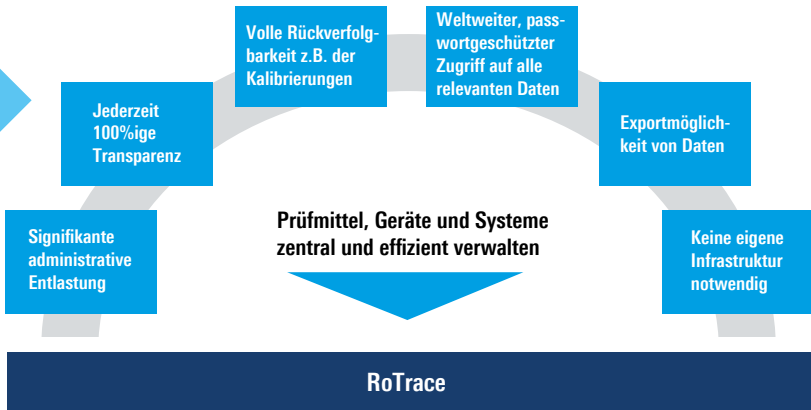 Signifikante
administrative
Entlastung
Jederzeit
100%ige
Transparenz
Volle Rückverfolg-
barkeit z.B. der
Kalibrierungen
Weltweiter, pass-
wortgeschützter
Zugriff auf alle
relevanten Daten
Exportmöglich-
keit von Daten
Keine eigene
Infrastruktur
notwendig
Prüfmittel, Geräte und Systeme
zentral und effizient verwalten
RoTrace